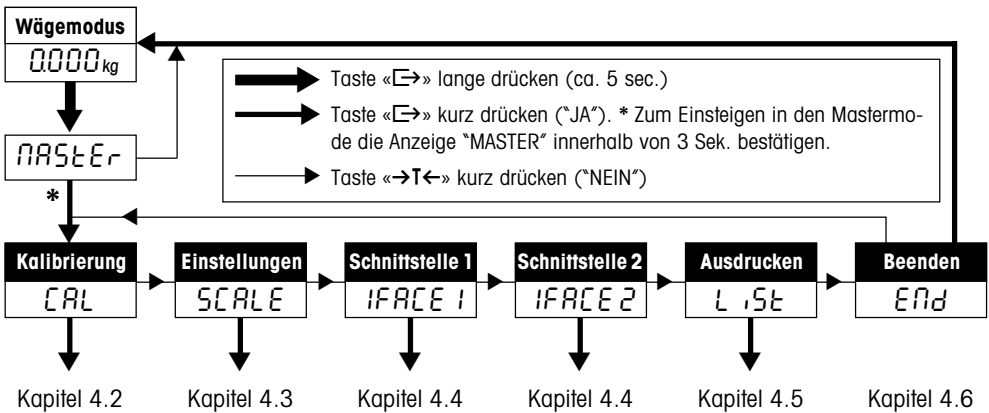 Wägemodus
0.000 kg
Taste «» lange drücken (ca. 5 sec.)
Taste «» kurz drücken ("JA"). * Zum Einsteigen in den Mastermo-
de die Anzeige "MASTER" innerhalb von 3 Sek. bestätigen.
Taste «→T←» kurz drücken ("NEIN")
MAStEr
*
Kalibrierung Einstellungen Schnittstelle 1 Schnittstelle 2 Ausdrucken Beenden
CAL SCALE IFACE 1 IFACE 2 LiSt End
Kapitel 4.2 Kapitel 4.3 Kapitel 4.4 Kapitel 4.4 Kapitel 4.5 Kapitel 4.6